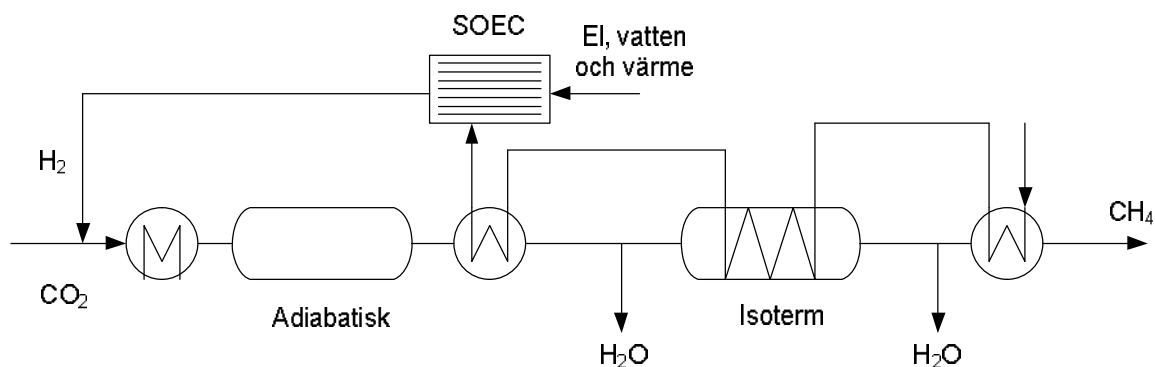 SOEC
El, vatten
och värme
H₂
CH₄
CO₂
Adiabatisk
Isoterm
H₂O
H₂O